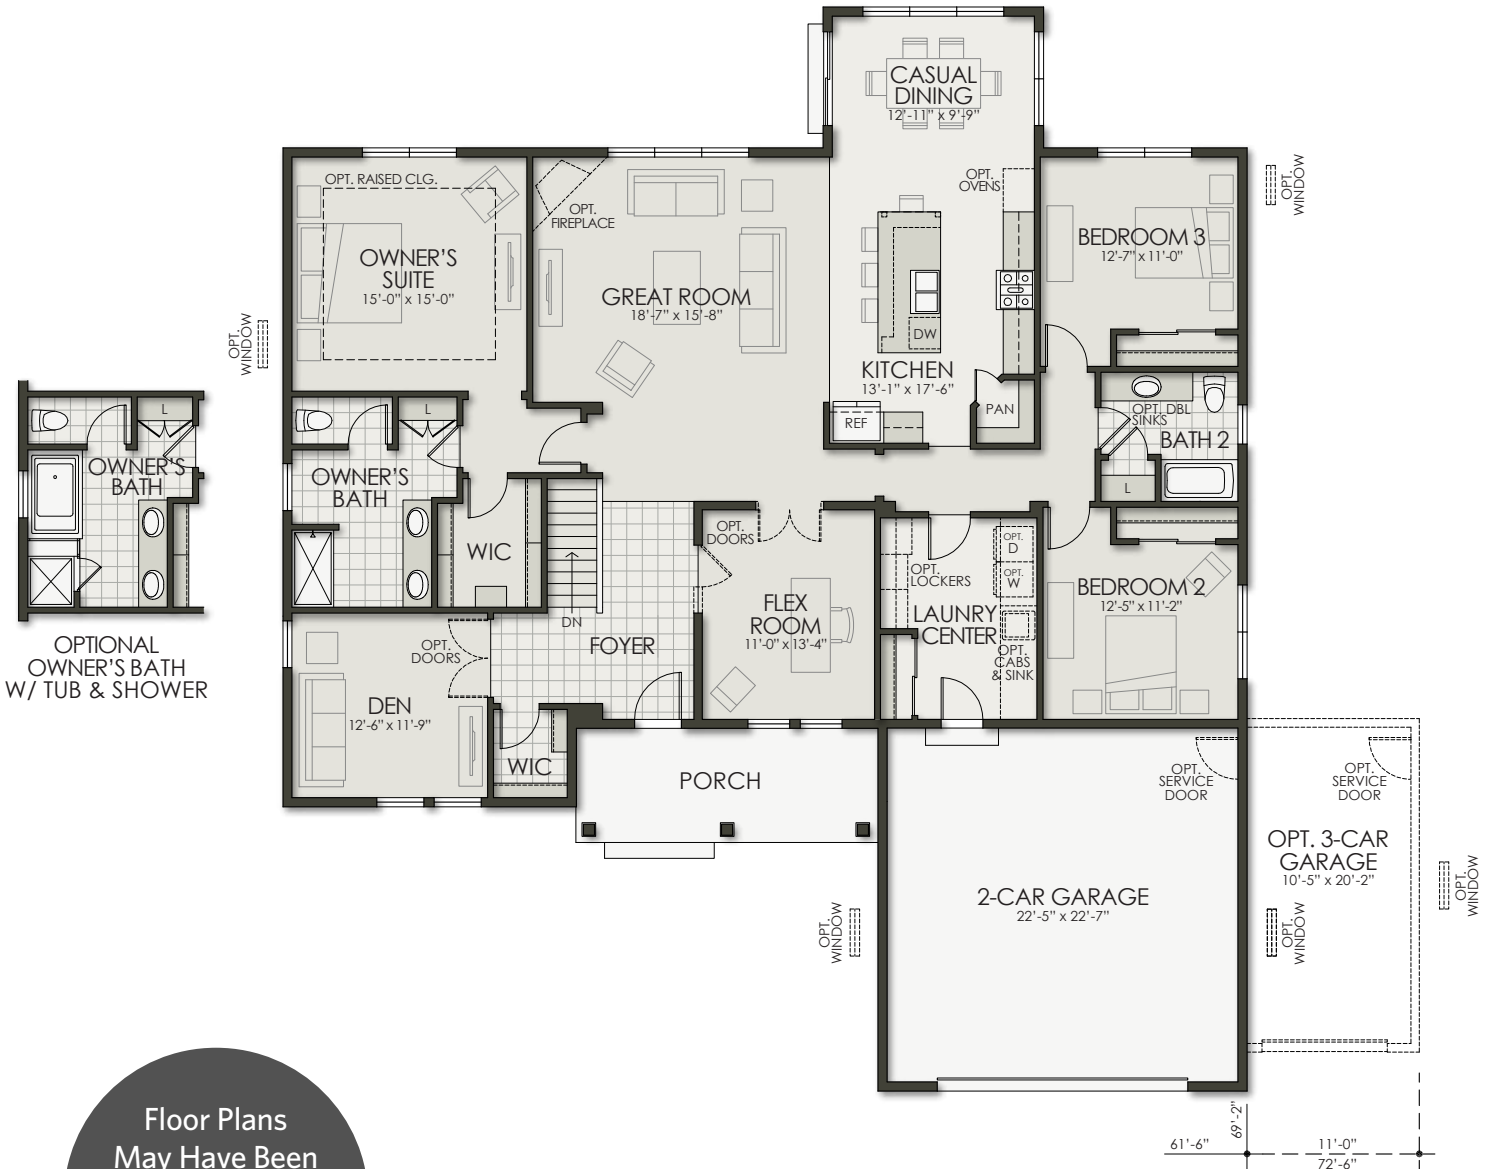 CASUAL
DINING
12'-11" x 9'-9"
OPT. RAISED CLG.
OPT.
FIREPLACE
OPT.
OVENS
OPT.
WINDOW
OWNER'S
SUITE
15'-0" x 15'-0"
GREAT ROOM
18'-7" x 15'-8"
BEDROOM 3
12'-7" x 11'-0"
OPT.
WINDOW
DW
KITCHEN
13'-1" x 17'-6"
PAN
REF
OPT. DBL
SINKS
BATH 2
L
L
OWNER'S
BATH
L
OWNER'S
BATH
WIC
OPTIONAL
OWNER'S BATH
W/ TUB & SHOWER
DN
FOYER
OPT.
DOORS
OPT.
DOORS
FLEX
ROOM
11'-0" x 13'-4"
OPT.
LOCKERS
OPT.
D
OPT.
W
LAUNRY
CENTER
OPT.
CABS
& SINK
BEDROOM 2
12'-5" x 11'-2"
DEN
12'-6" x 11'-9"
WIC
PORCH
OPT.
SERVICE
DOOR
OPT.
SERVICE
DOOR
OPT. 3-CAR
GARAGE
10'-5" x 20'-2"
2-CAR GARAGE
22'-5" x 22'-7"
OPT.
WINDOW
OPT.
WINDOW
OPT.
WINDOW
Floor Plans
May Have Been
69'-2"
61'-6"
11'-0"
72'-6"